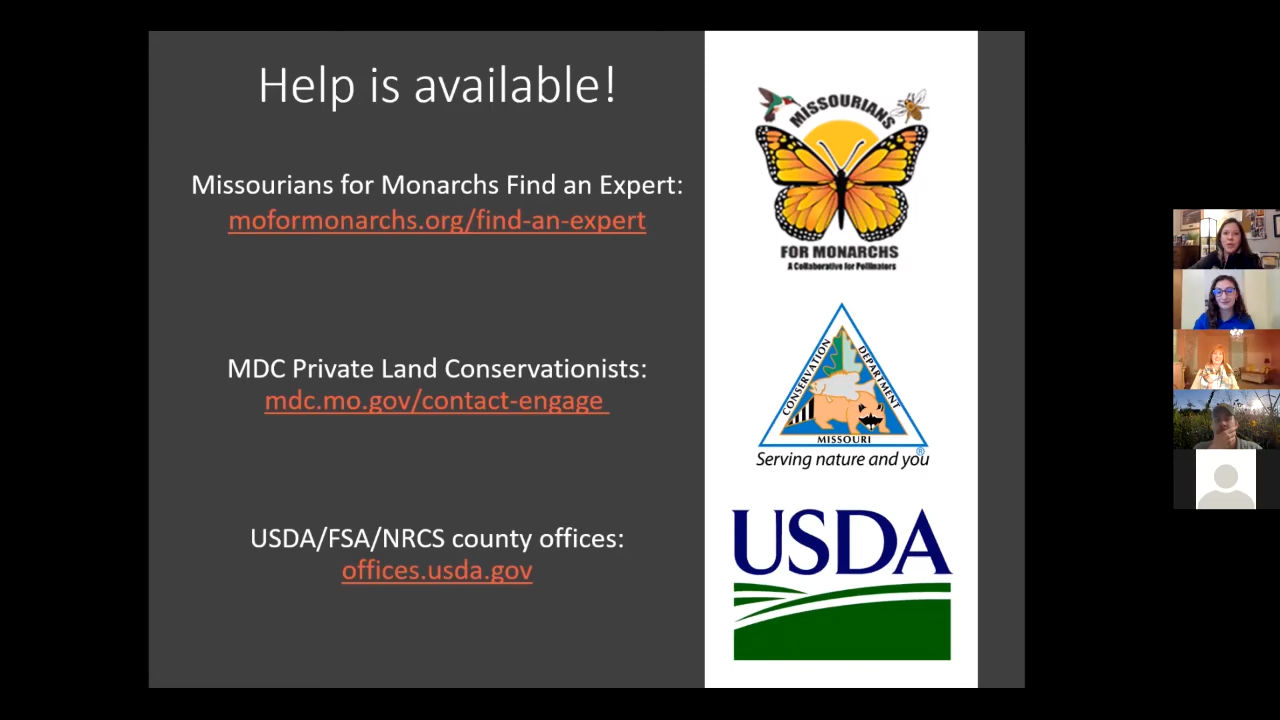 Help is available!
Missourians for Monarchs Find an Expert:
moformonarchs.org/find-an-expert
MDC Private Land Conservationists:
mdc.mo.gov/contact-engage
USDA/FSA/NRCS county offices:
offices.usda.gov
MISSOURIANS
FOR MONARCHS
A Collaborative for Pollinators
CONSERVATION
DEPARTMENT
MISSOURI
®
Serving nature and you
USDA